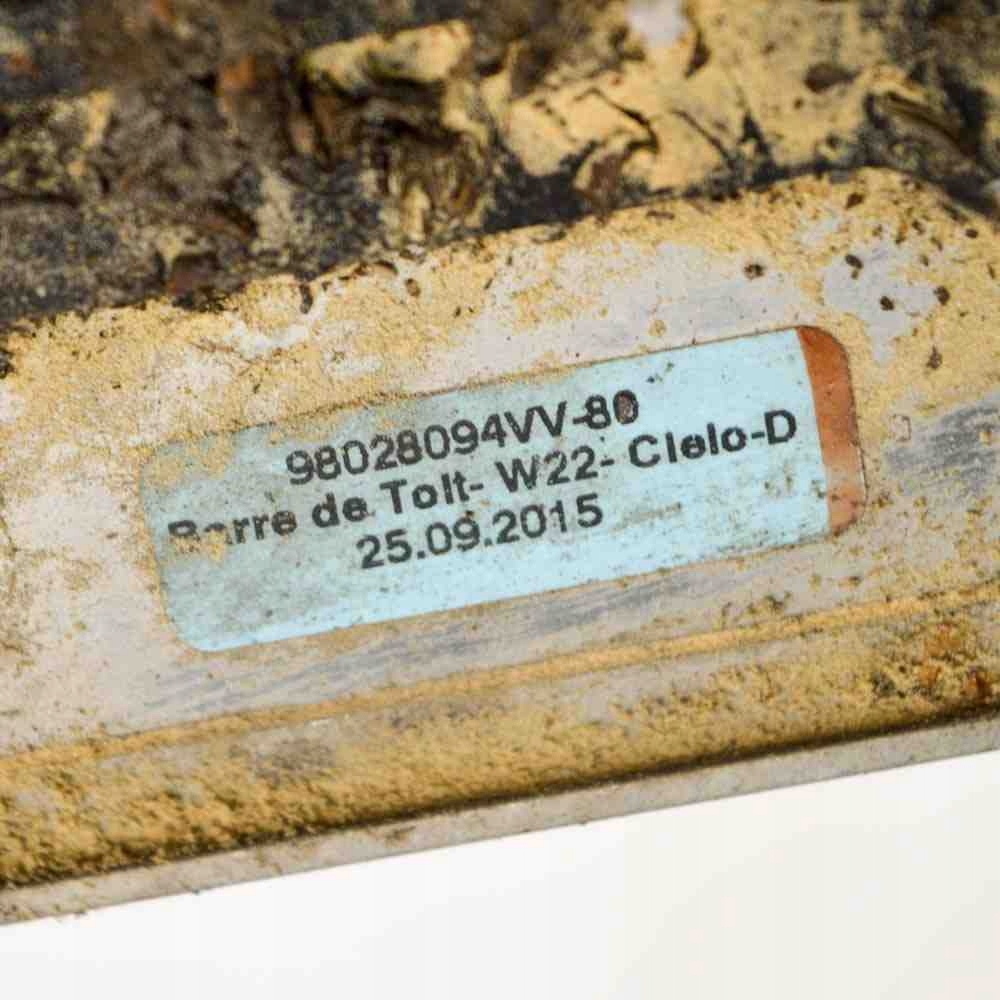 98028094VV-80
Barre de Toit- W22- Cielo-D
25.09.2015